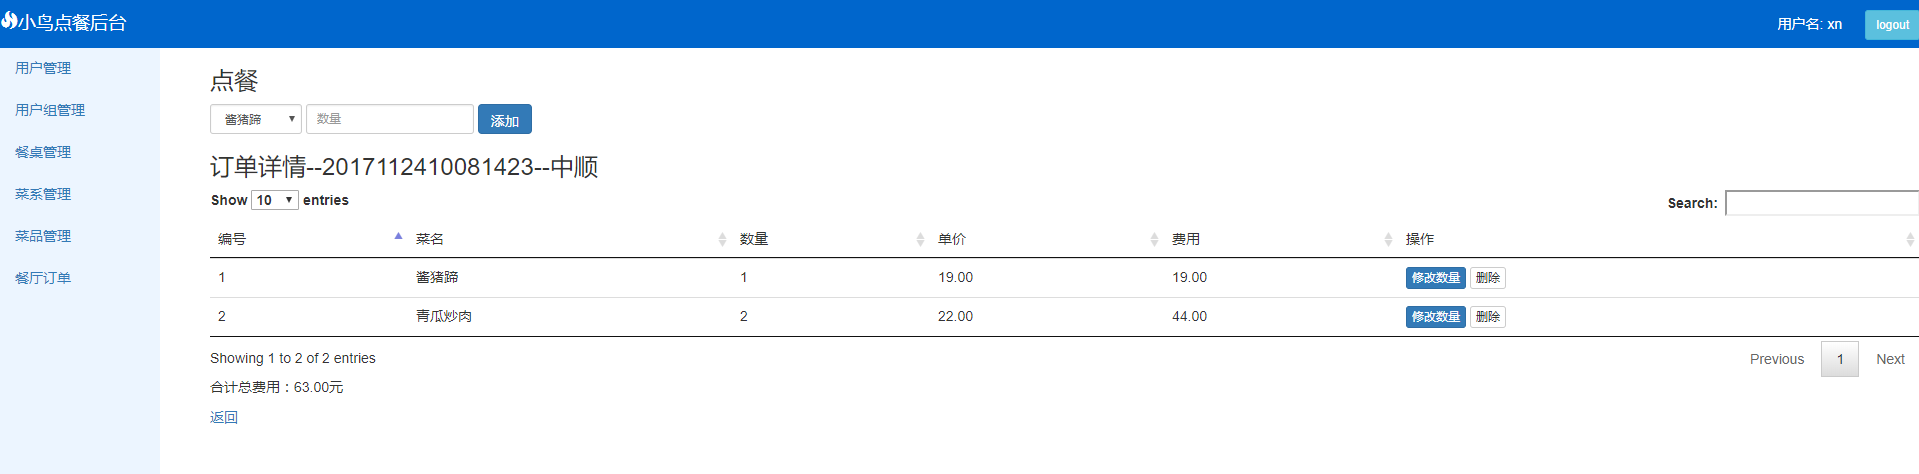 小鸟点餐后台
用户名: xn
logout
用户管理
用户组管理
餐桌管理
菜系管理
菜品管理
餐厅订单
点餐
酱猪蹄 数量 添加
订单详情--2017112410081423--中顺
Show 10 entries
Search:
编号 菜名 数量 单价 费用 操作
1 酱猪蹄 1 19.00 19.00 修改数量 删除
2 青瓜炒肉 2 22.00 44.00 修改数量 删除
Showing 1 to 2 of 2 entries
Previous 1 Next
合计总费用：63.00元
返回